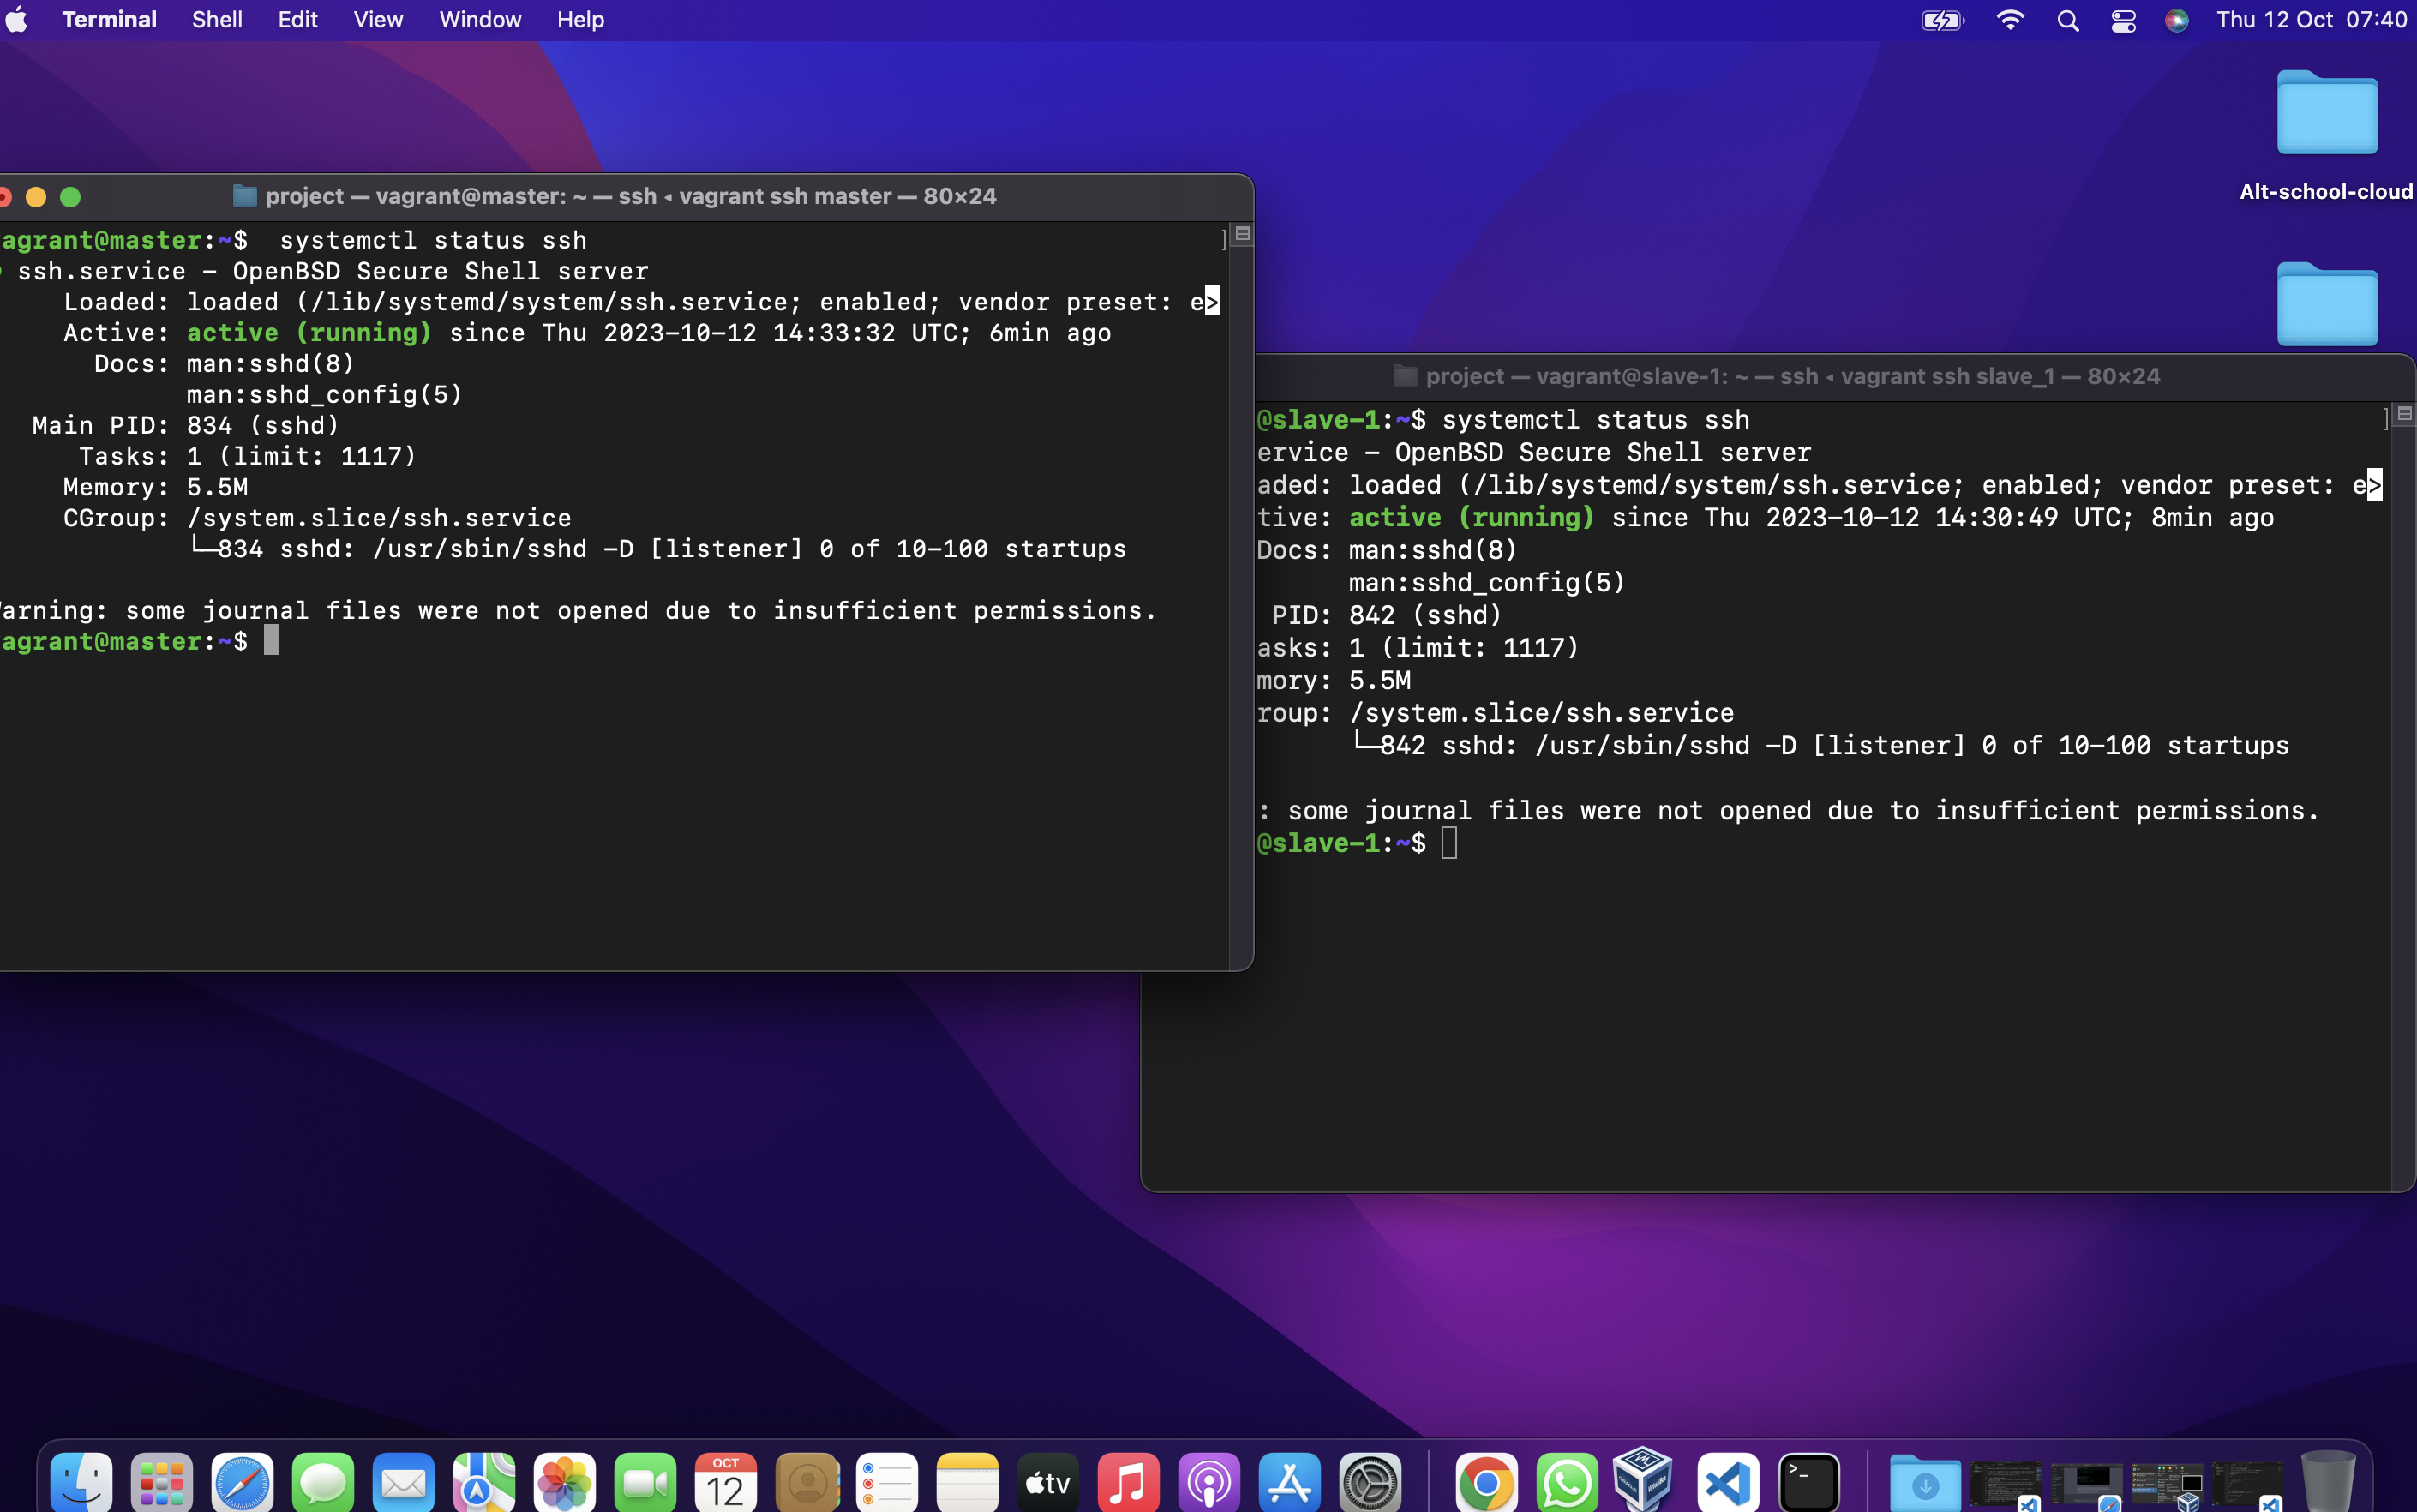 Terminal Shell Edit View Window Help Thu 12 Oct 07:40
Alt-school-cloud
project — vagrant@master: ~ — ssh ◂ vagrant ssh master — 80×24
agrant@master:~$  systemctl status ssh
ssh.service – OpenBSD Secure Shell server
Loaded: loaded (/lib/systemd/system/ssh.service; enabled; vendor preset: e>
Active: active (running) since Thu 2023-10-12 14:33:32 UTC; 6min ago
Docs: man:sshd(8)
man:sshd_config(5)
Main PID: 834 (sshd)
Tasks: 1 (limit: 1117)
Memory: 5.5M
CGroup: /system.slice/ssh.service
└─834 sshd: /usr/sbin/sshd -D [listener] 0 of 10-100 startups
arning: some journal files were not opened due to insufficient permissions.
agrant@master:~$
project — vagrant@slave-1: ~ — ssh ◂ vagrant ssh slave_1 — 80×24
@slave-1:~$ systemctl status ssh
ervice – OpenBSD Secure Shell server
aded: loaded (/lib/systemd/system/ssh.service; enabled; vendor preset: e>
tive: active (running) since Thu 2023-10-12 14:30:49 UTC; 8min ago
Docs: man:sshd(8)
man:sshd_config(5)
PID: 842 (sshd)
asks: 1 (limit: 1117)
mory: 5.5M
roup: /system.slice/ssh.service
└─842 sshd: /usr/sbin/sshd -D [listener] 0 of 10-100 startups
: some journal files were not opened due to insufficient permissions.
@slave-1:~$
OCT
12
tv